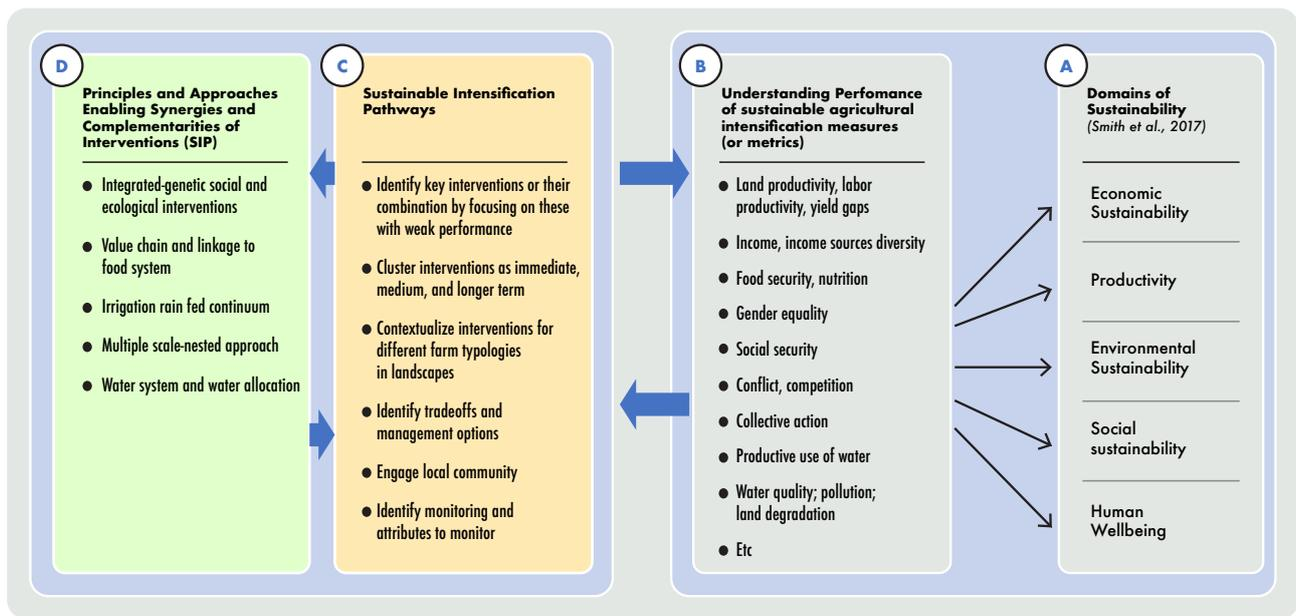 D
Principles and Approaches
Enabling Synergies and
Complementarities of
Interventions (SIP)
● Integrated-genetic social and
ecological interventions
● Value chain and linkage to
food system
● Irrigation rain fed continuum
● Multiple scale-nested approach
● Water system and water allocation
C
Sustainable Intensification
Pathways
● Identify key interventions or their
combination by focusing on these
with weak performance
● Cluster interventions as immediate,
medium, and longer term
● Contextualize interventions for
different farm typologies
in landscapes
● Identify tradeoffs and
management options
● Engage local community
● Identify monitoring and
attributes to monitor
B
Understanding Perfomance
of sustainable agricultural
intensification measures
(or metrics)
● Land productivity, labor
productivity, yield gaps
● Income, income sources diversity
● Food security, nutrition
● Gender equality
● Social security
● Conflict, competition
● Collective action
● Productive use of water
● Water quality; pollution;
land degradation
● Etc
A
Domains of
Sustainability
(Smith et al., 2017)
Economic
Sustainability
Productivity
Environmental
Sustainability
Social
sustainability
Human
Wellbeing